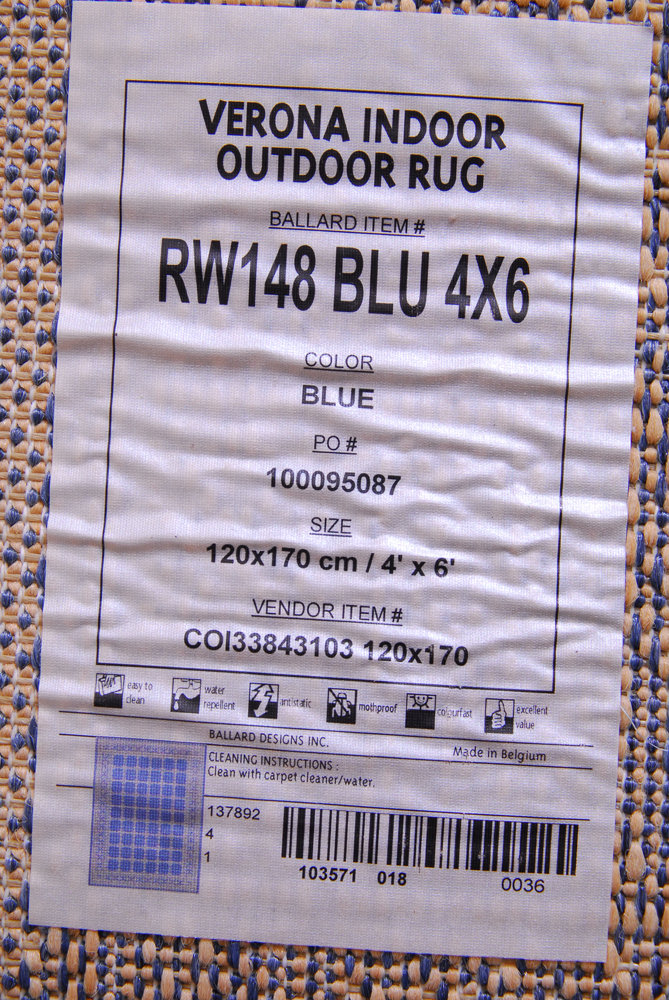 VERONA INDOOR
OUTDOOR RUG
BALLARD ITEM #
RW148 BLU 4X6
COLOR
BLUE
PO #
100095087
SIZE
120x170 cm / 4' x 6'
VENDOR ITEM #
COI33843103 120x170
easy to
clean
water
repellent
antistatic
mothproof
colourfast
excellent
value
BALLARD DESIGNS INC.
Made in Belgium
CLEANING INSTRUCTIONS :
Clean with carpet cleaner/water.
137892
4
1
103571 018
0036